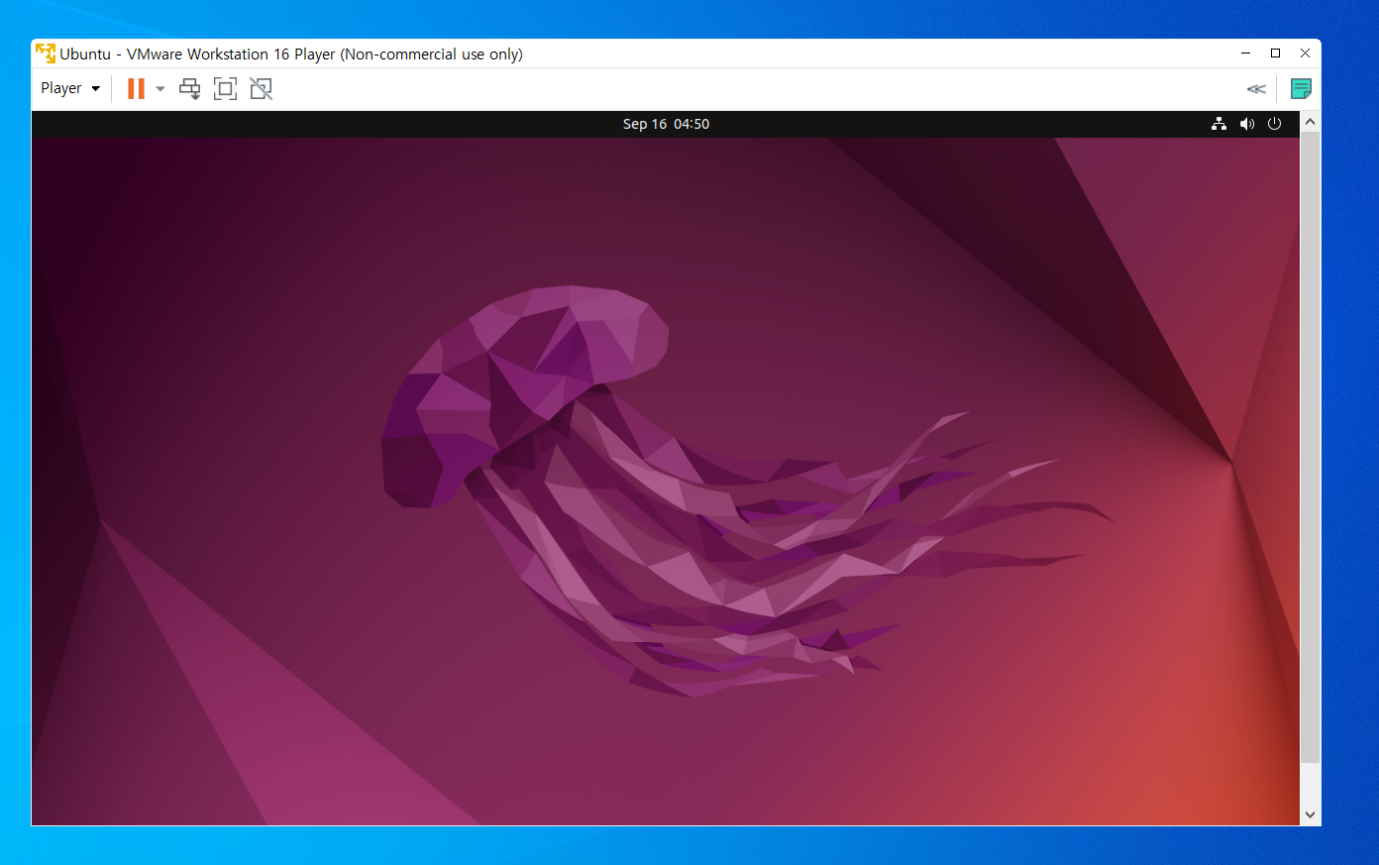 Ubuntu - VMware Workstation 16 Player (Non-commercial use only)
Player
Sep 16 04:50